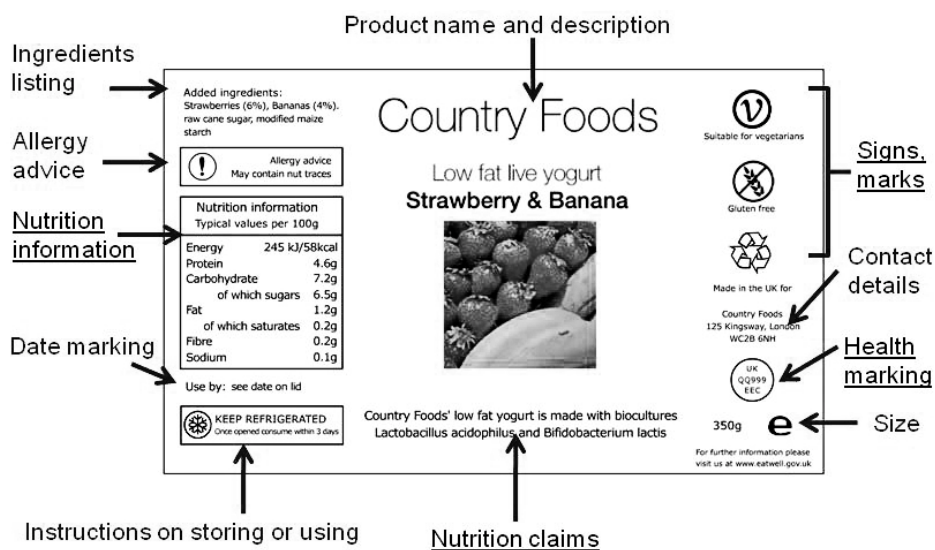 Product name and description
Ingredients
listing
Allergy
advice
Nutrition
information
Date marking
Instructions on storing or using
Added ingredients:
Strawberries (6%), Bananas (4%).
raw cane sugar, modified maize
starch
!
Allergy advice
May contain nut traces
Nutrition information
Typical values per 100g
Energy 245 kJ/58kcal
Protein 4.6g
Carbohydrate 7.2g
of which sugars 6.5g
Fat 1.2g
of which saturates 0.2g
Fibre 0.2g
Sodium 0.1g
Use by: see date on lid
KEEP REFRIGERATED
Once opened consume within 3 days
Country Foods
Low fat live yogurt
Strawberry & Banana
Country Foods' low fat yogurt is made with biocultures
Lactobacillus acidophilus and Bifidobacterium lactis
Nutrition claims
V
Suitable for vegetarians
Gluten free
Made in the UK for
Country Foods
125 Kingsway, London
WC2B 6NH
UK
QQ999
EEC
350g e
For further information please
visit us at www.eatwell.gov.uk
Signs,
marks
Contact
details
Health
marking
Size